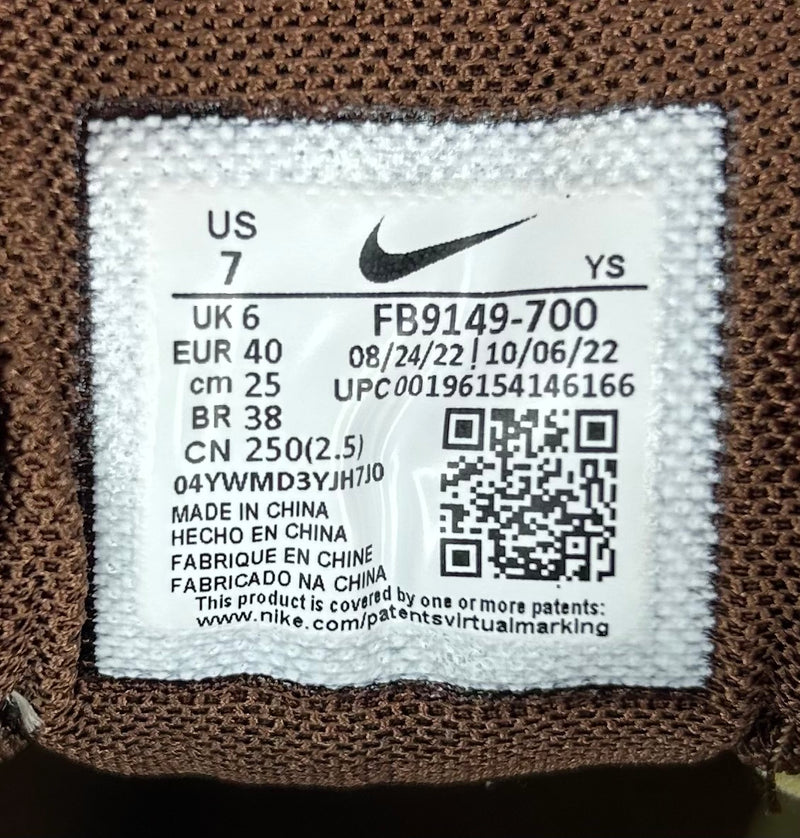 US
7
YS
UK 6
FB9149-700
EUR 40
08/24/22 | 10/06/22
cm 25
UPC00196154146166
BR 38
CN 250(2.5)
04YWMD3YJH7J0
MADE IN CHINA
HECHO EN CHINA
FABRIQUE EN CHINE
FABRICADO NA CHINA
This product is covered by one or more patents:
www.nike.com/patentsvirtualmarking